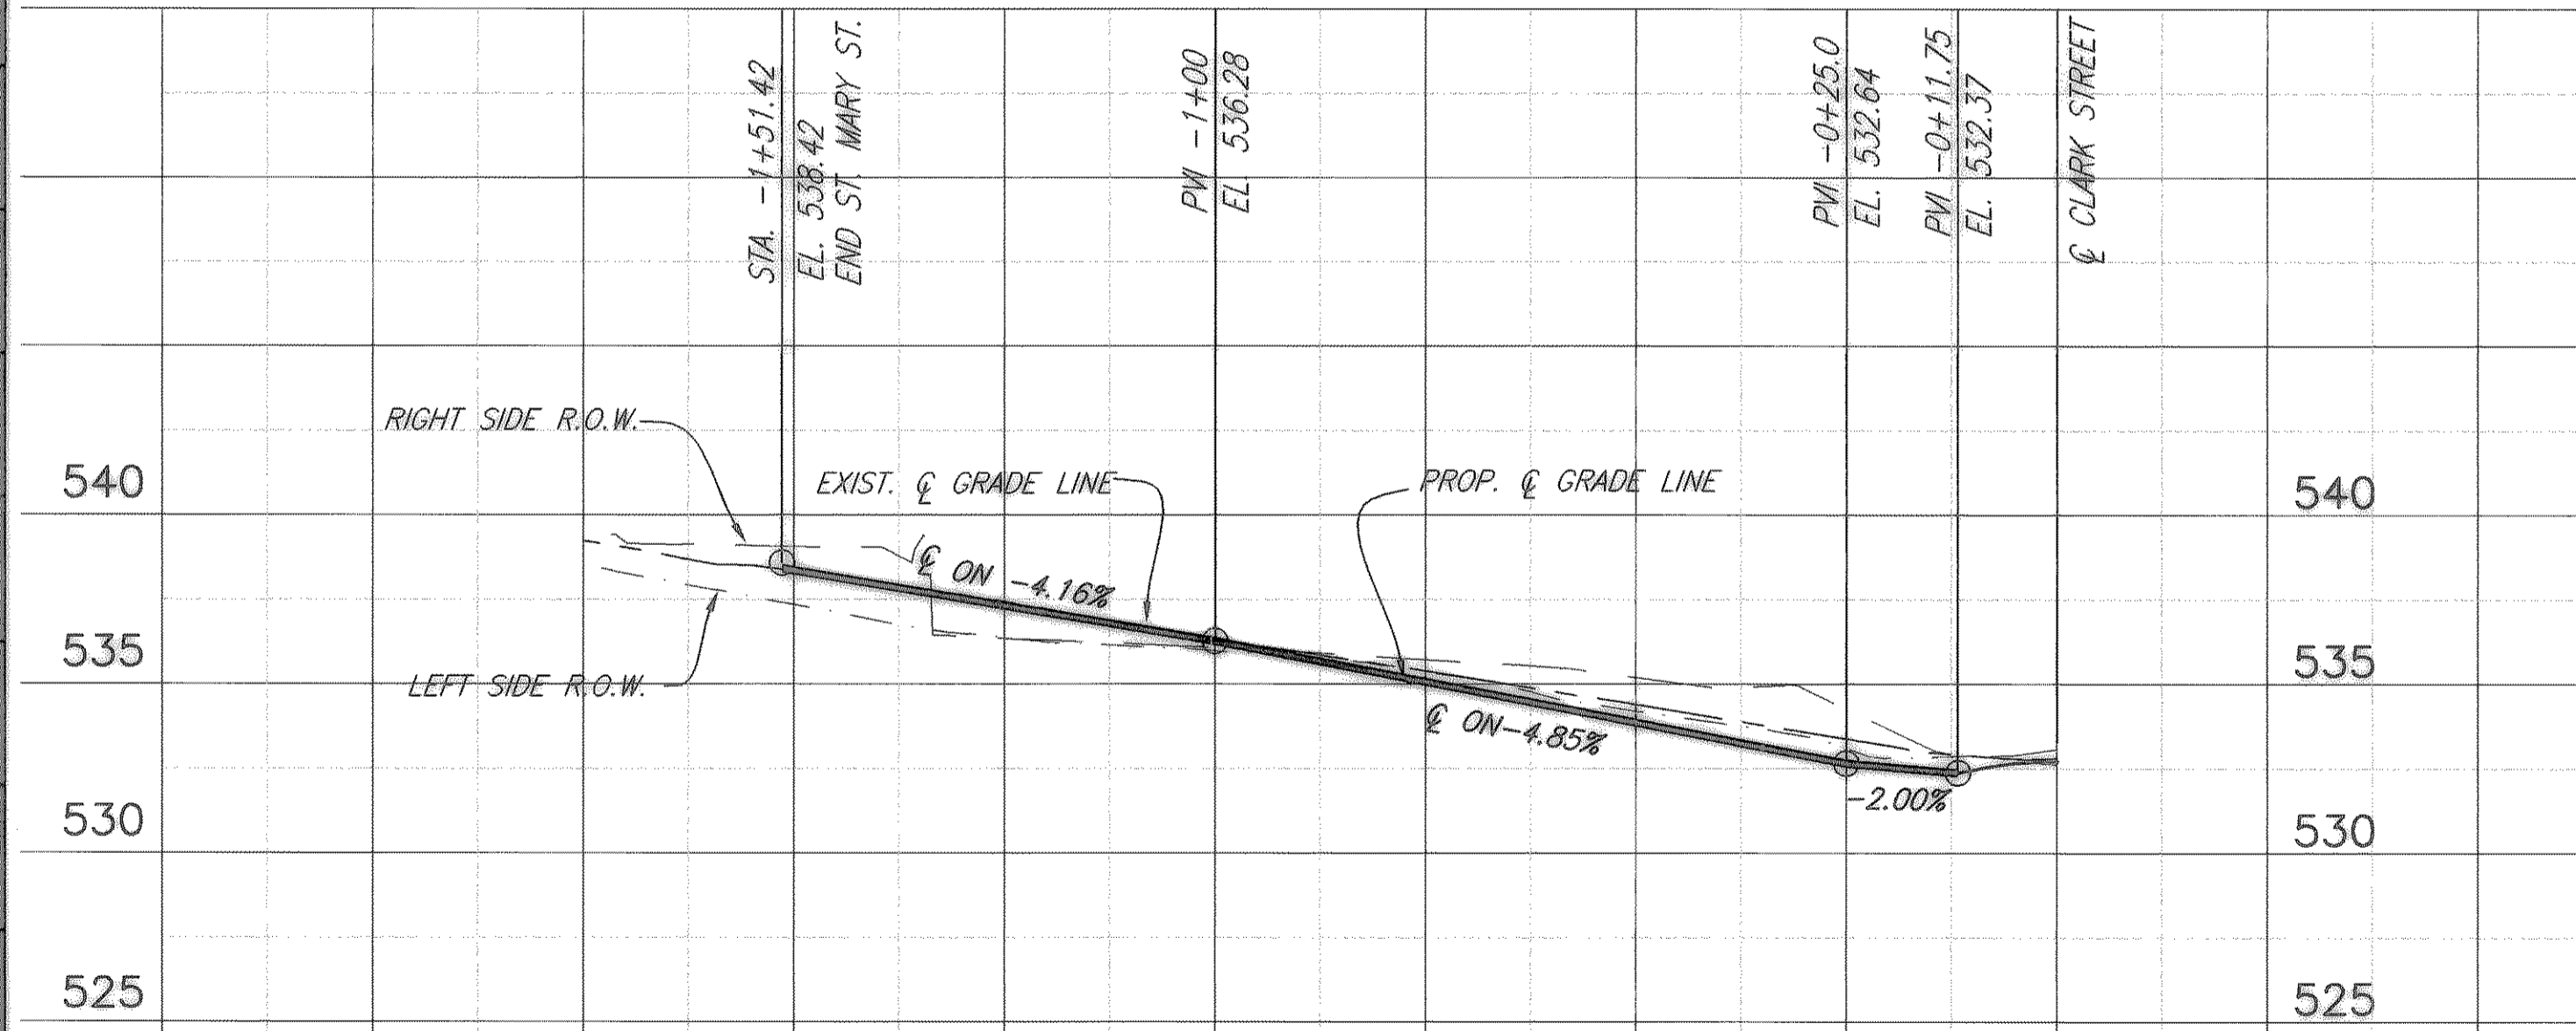 STA. -1+51.42
EL. 538.42
END ST. MARY ST.
PVI -1+00
EL. 536.28
PVI -0+25.0
EL. 532.64
PVI -0+11.75
EL. 532.37
℄ CLARK STREET
RIGHT SIDE R.O.W.
EXIST. ℄ GRADE LINE
PROP. ℄ GRADE LINE
540
540
℄ ON -4.16%
535
535
LEFT SIDE R.O.W.
℄ ON-4.85%
-2.00%
530
530
525
525